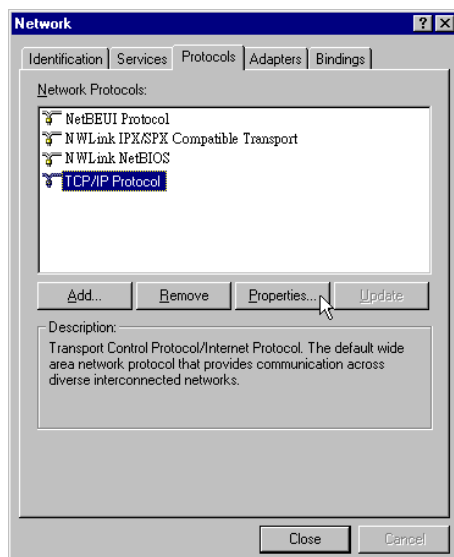 Network
Identification Services Protocols Adapters Bindings
Network Protocols:
NetBEUI Protocol
NWLink IPX/SPX Compatible Transport
NWLink NetBIOS
TCP/IP Protocol
Add... Remove Properties... Update
Description:
Transport Control Protocol/Internet Protocol. The default wide
area network protocol that provides communication across
diverse interconnected networks.
Close Cancel